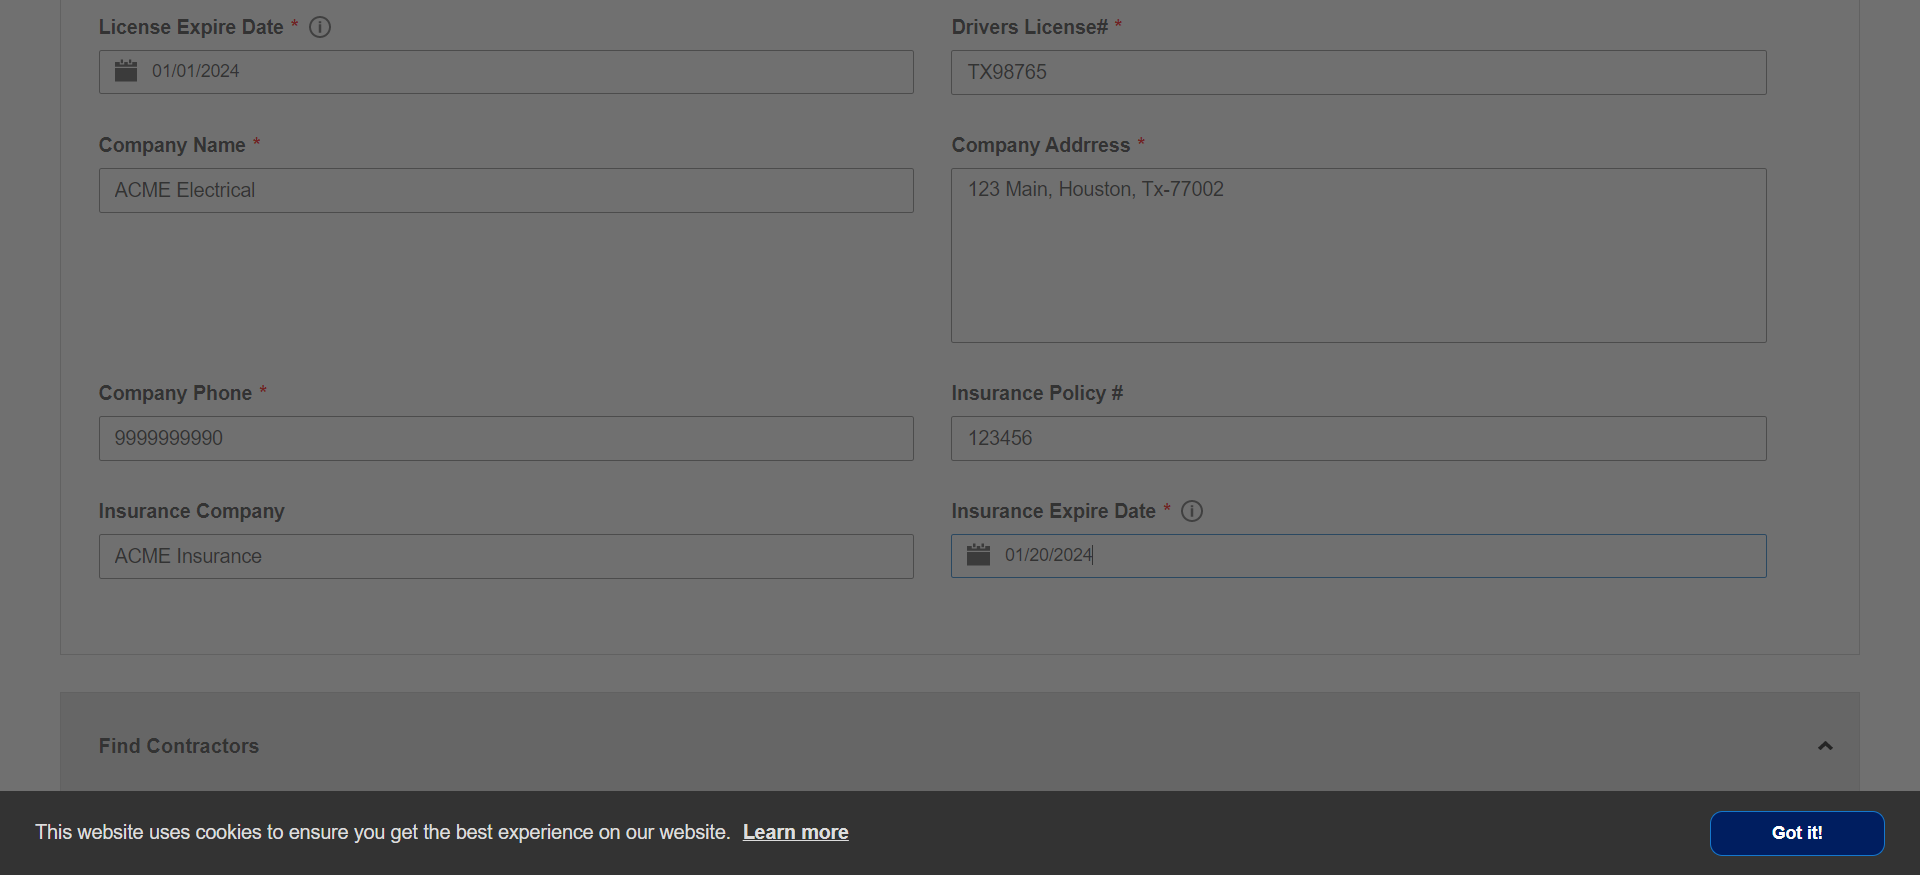 License Expire Date *
Drivers License# *
01/01/2024
TX98765
Company Name *
Company Addrress *
ACME Electrical
123 Main, Houston, Tx-77002
Company Phone *
Insurance Policy #
9999999990
123456
Insurance Company
Insurance Expire Date *
ACME Insurance
01/20/2024
Find Contractors
This website uses cookies to ensure you get the best experience on our website. Learn more
Got it!